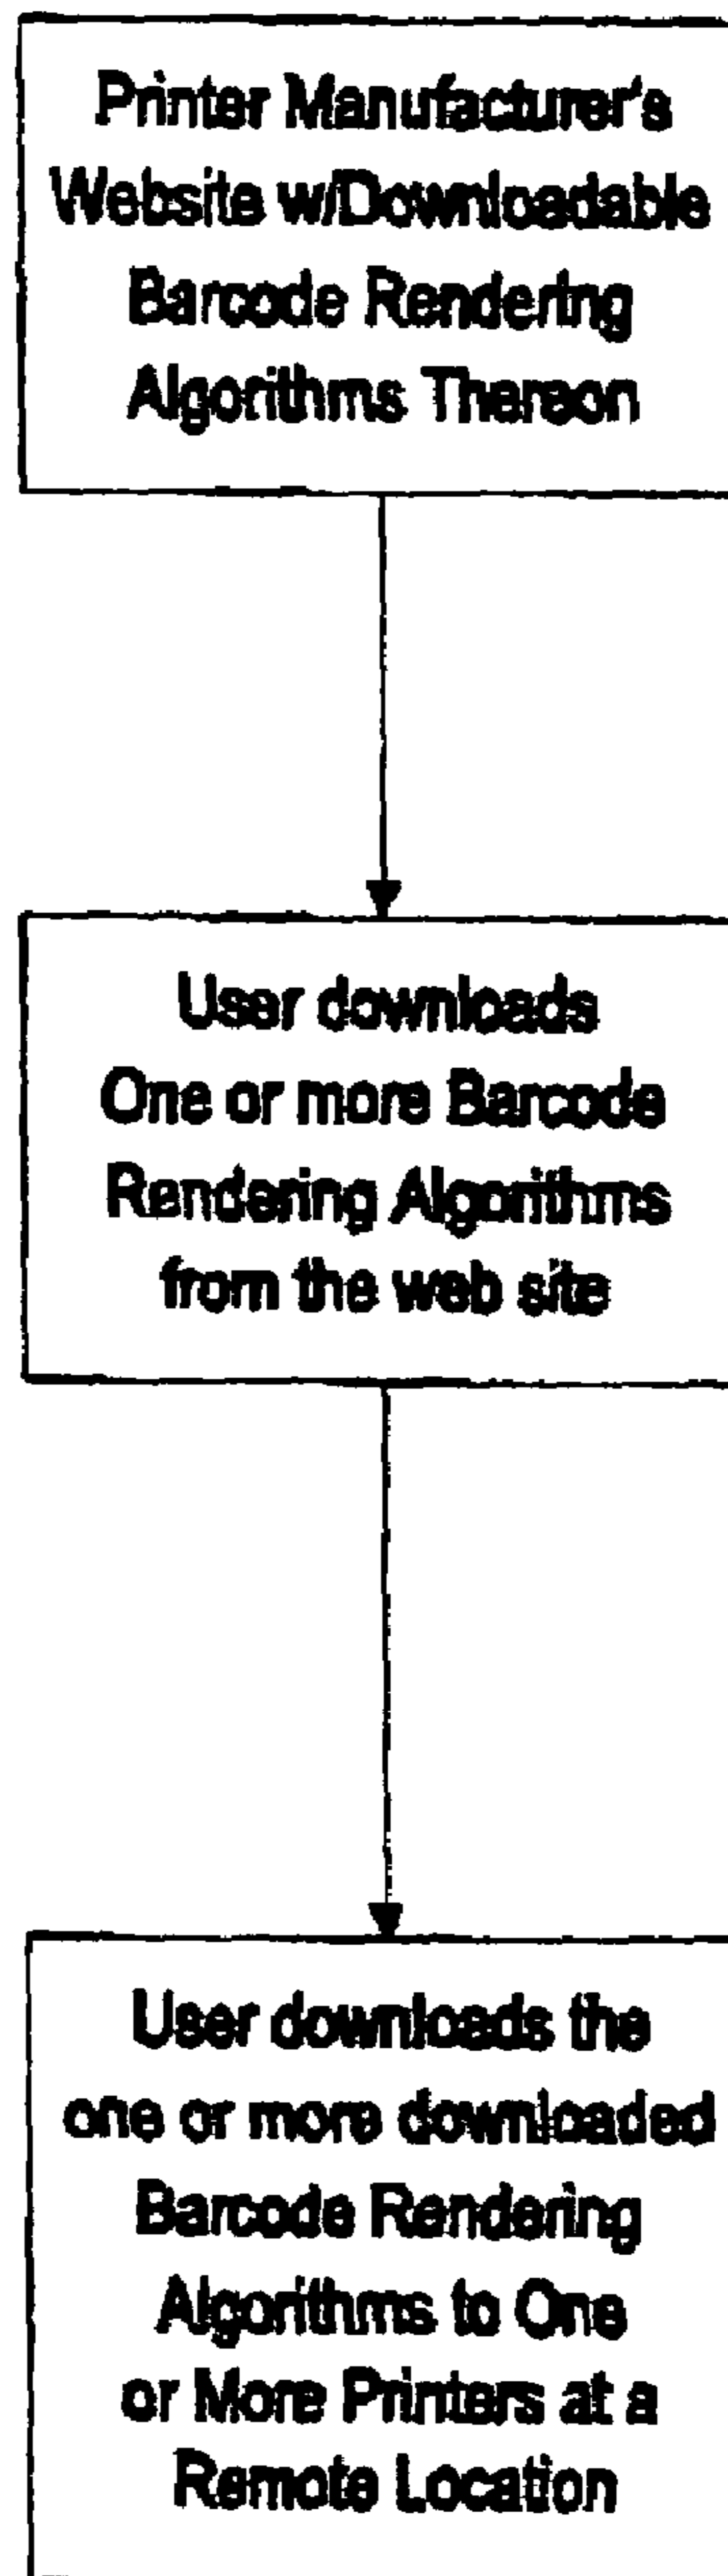 Printer Manufacturer's
Website w/Downloadable
Barcode Rendering
Algorithms Thereon
User downloads
One or more Barcode
Rendering Algorithms
from the web site
User downloads the
one or more downloaded
Barcode Rendering
Algorithms to One
or More Printers at a
Remote Location